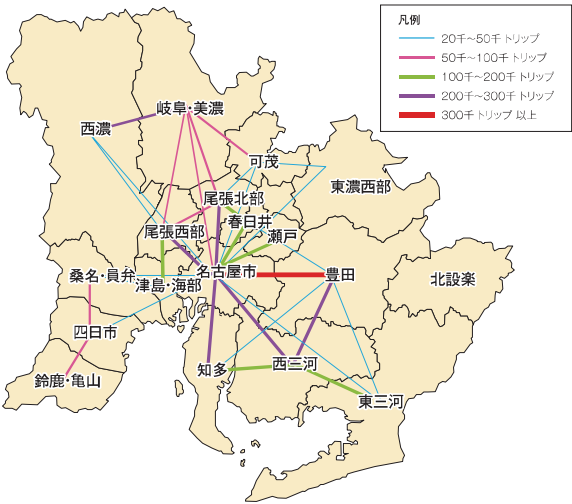 凡例
20千～50千 トリップ
50千～100千 トリップ
100千～200千 トリップ
200千～300千 トリップ
300千 トリップ 以上
岐阜・美濃
西濃
可茂
東濃西部
尾張北部
春日井
尾張西部
瀬戸
桑名・員弁
名古屋市
豊田
北設楽
津島・海部
四日市
知多
西三河
鈴鹿・亀山
東三河